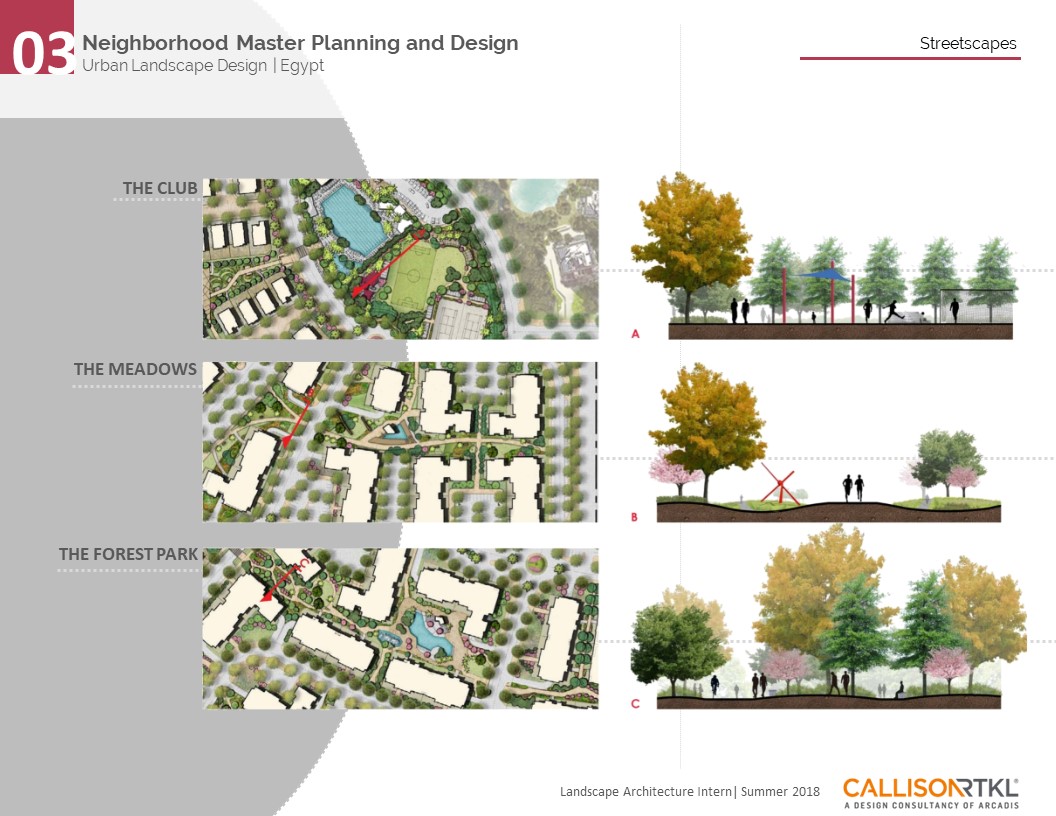 03
Neighborhood Master Planning and Design
Urban Landscape Design | Egypt
Streetscapes
THE CLUB
A
THE MEADOWS
B
THE FOREST PARK
C
C
Landscape Architecture Intern| Summer 2018
CALLISONRTKL
A DESIGN CONSULTANCY OF ARCADIS